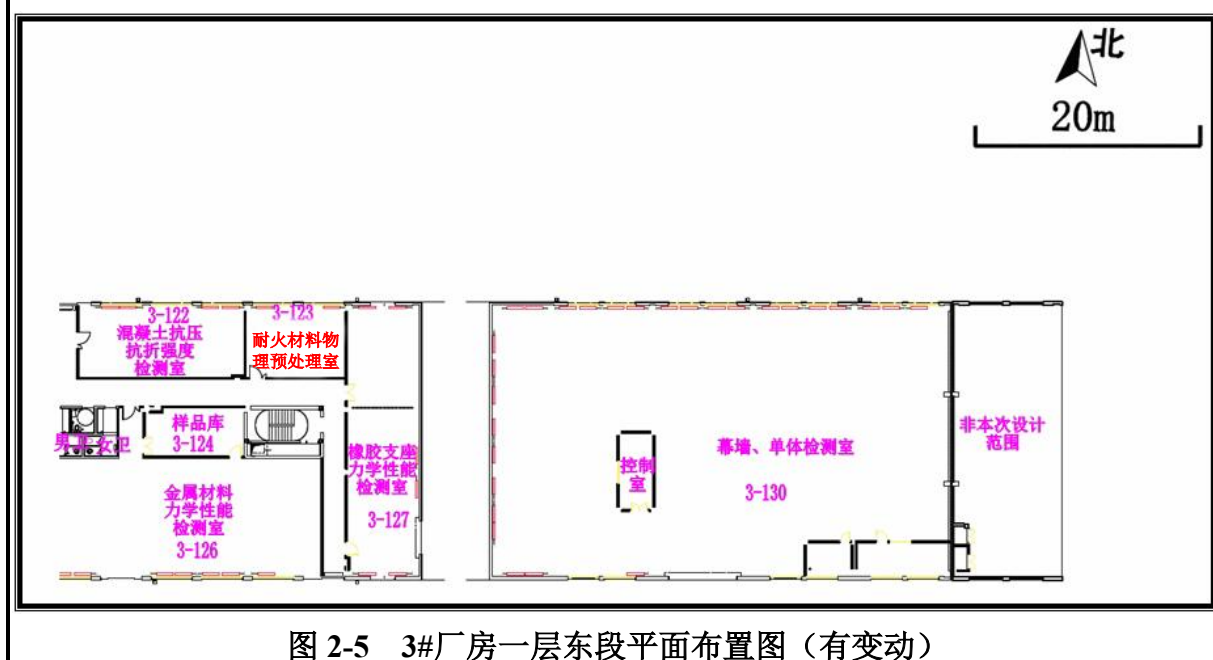 北
20m
3-122
混凝土抗压
抗折强度
检测室
3-123
耐火材料物
理预处理室
样品库
3-124
男卫 女卫
金属材料
力学性能
检测室
3-126
橡胶支座
力学性能
检测室
3-127
控制
室
幕墙、单体检测室
3-130
非本次设计
范围
图 2-5 3#厂房一层东段平面布置图（有变动）